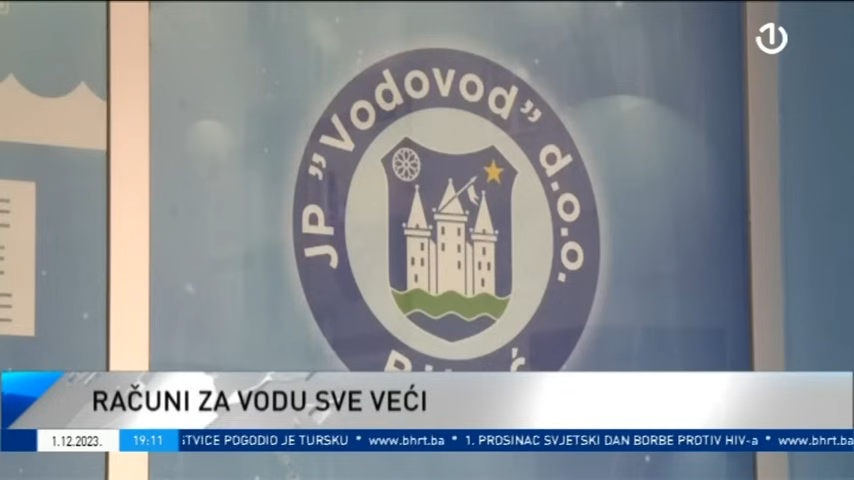 JP "Vodovod" d.o.o.
RAČUNI ZA VODU SVE VEĆI
1.12.2023. 19:11 POGODIO JE TURSKU * www.bhrt.ba * 1. PROSINAC SVJETSKI DAN BORBE PROTIV HIV-a * www.bhrt.ba